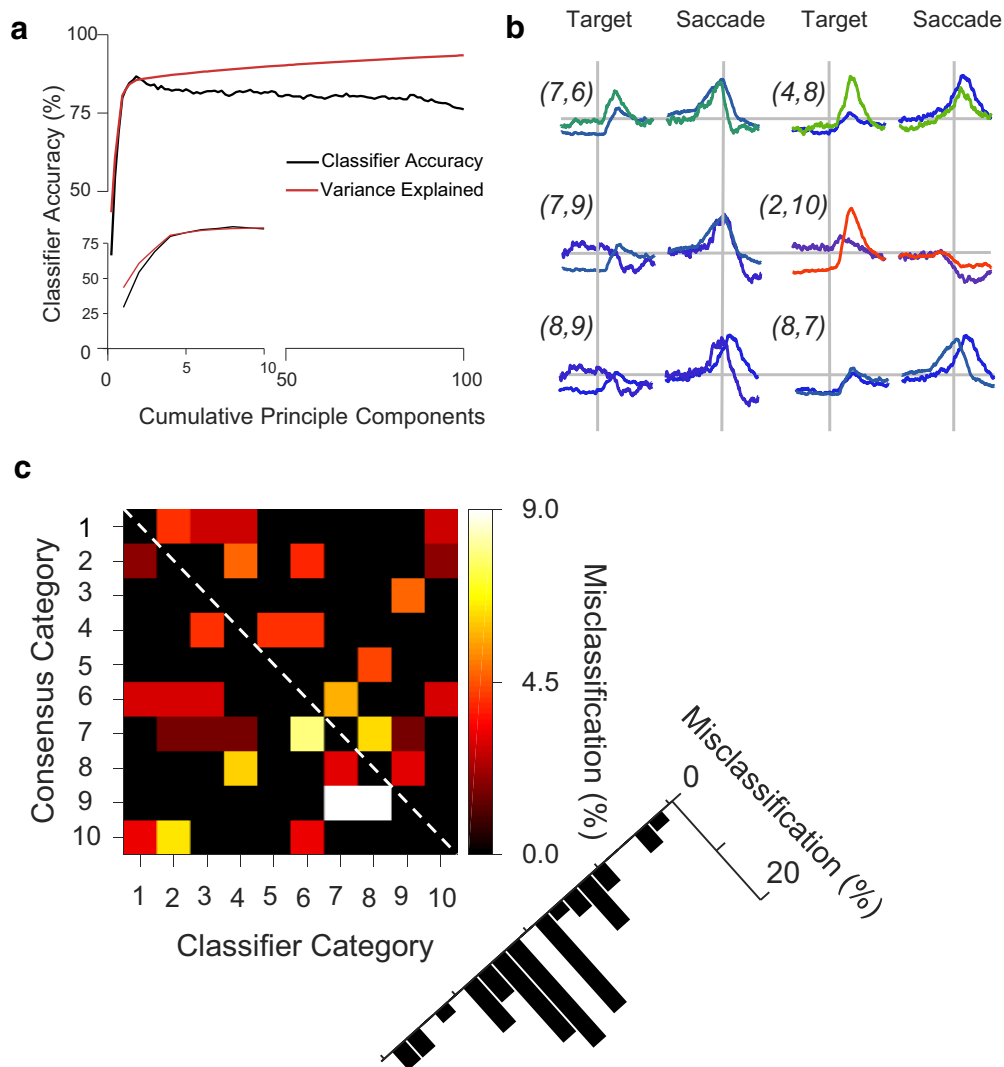 a
100
75
50
75
50
25
0
Classifier Accuracy (%)
Classifier Accuracy
Variance Explained
0
5
10
50
100
Cumulative Principle Components
b
Target
Saccade
Target
Saccade
(7,6)
(4,8)
(7,9)
(2,10)
(8,9)
(8,7)
c
Consensus Category
1
2
3
4
5
6
7
8
9
10
1
2
3
4
5
6
7
8
9
10
Classifier Category
9.0
4.5
0.0
Misclassification (%)
0
20
Misclassification (%)